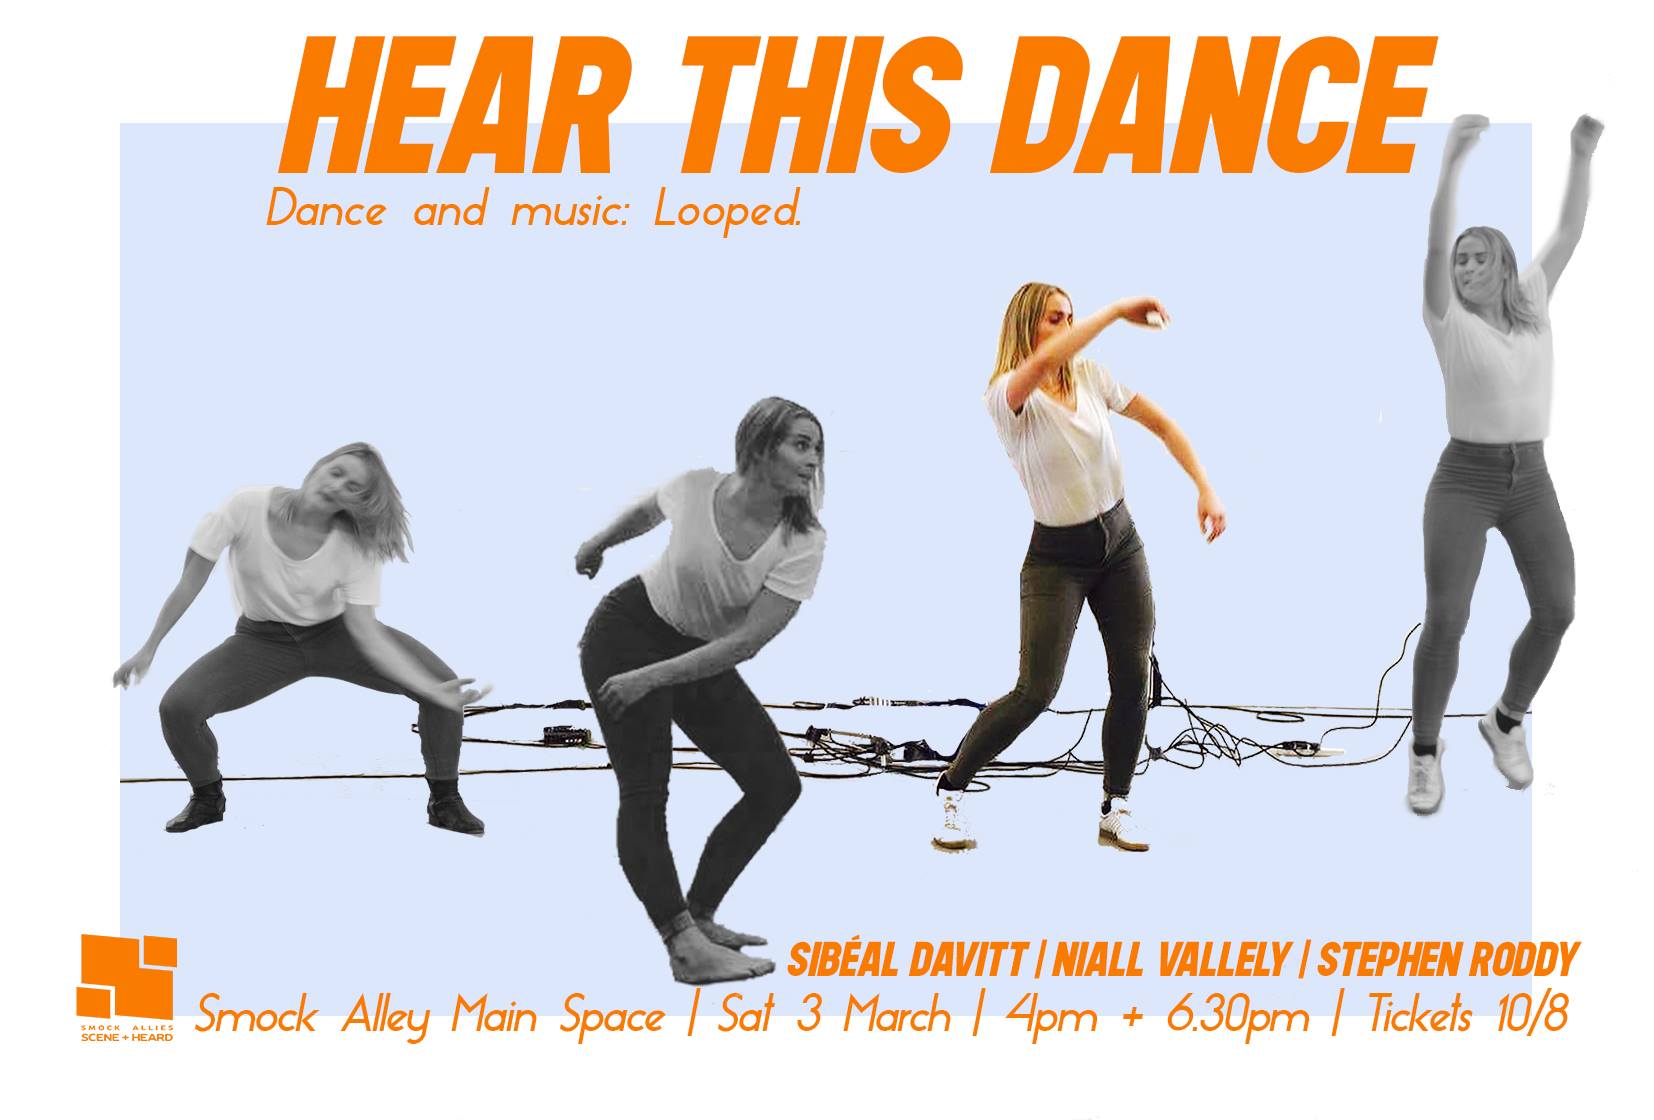 HEAR THIS DANCE
Dance and music: Looped.
SIBÉAL DAVITT | NIALL VALLELY | STEPHEN RODDY
Smock Alley Main Space | Sat 3 March | 4pm + 6.30pm | Tickets 10/8
SMOCK ALLIES
SCENE + HEARD